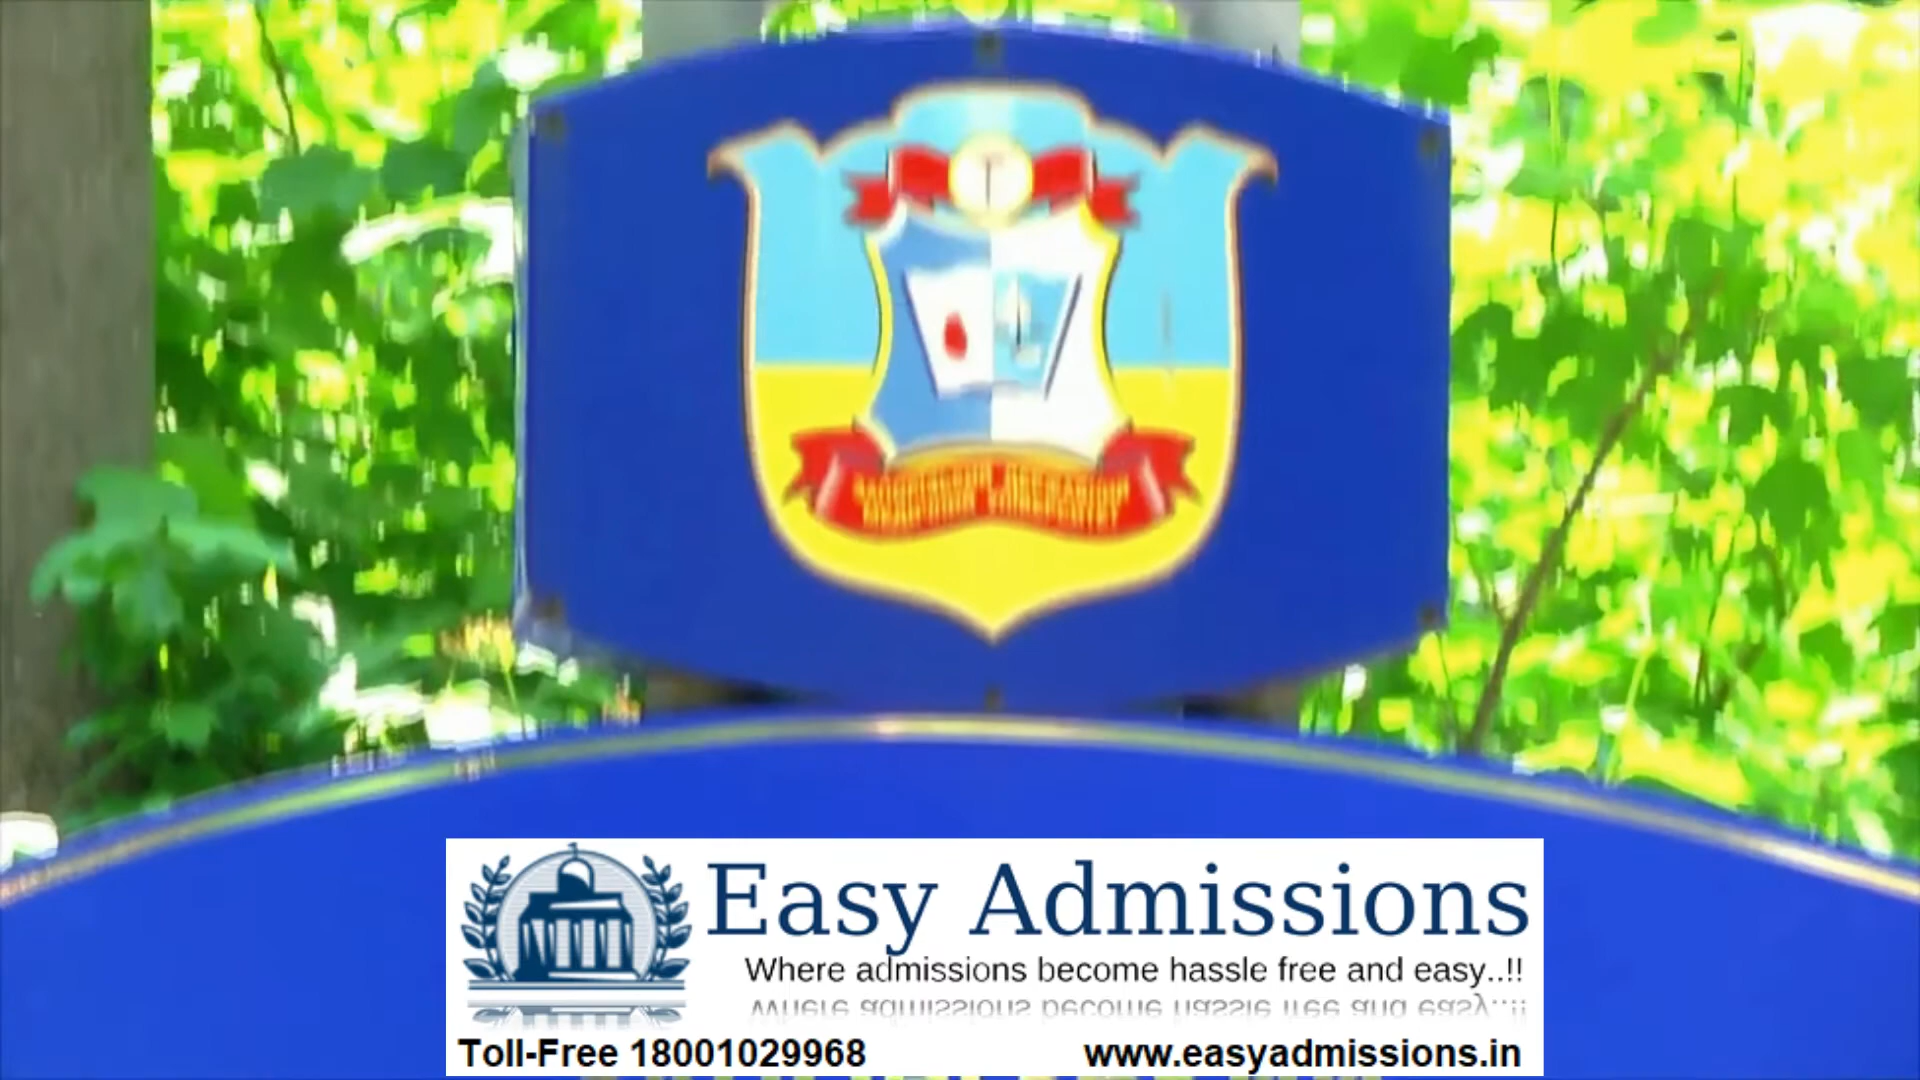 Easy Admissions
Where admissions become hassle free and easy..!!
Toll-Free 18001029968
www.easyadmissions.in